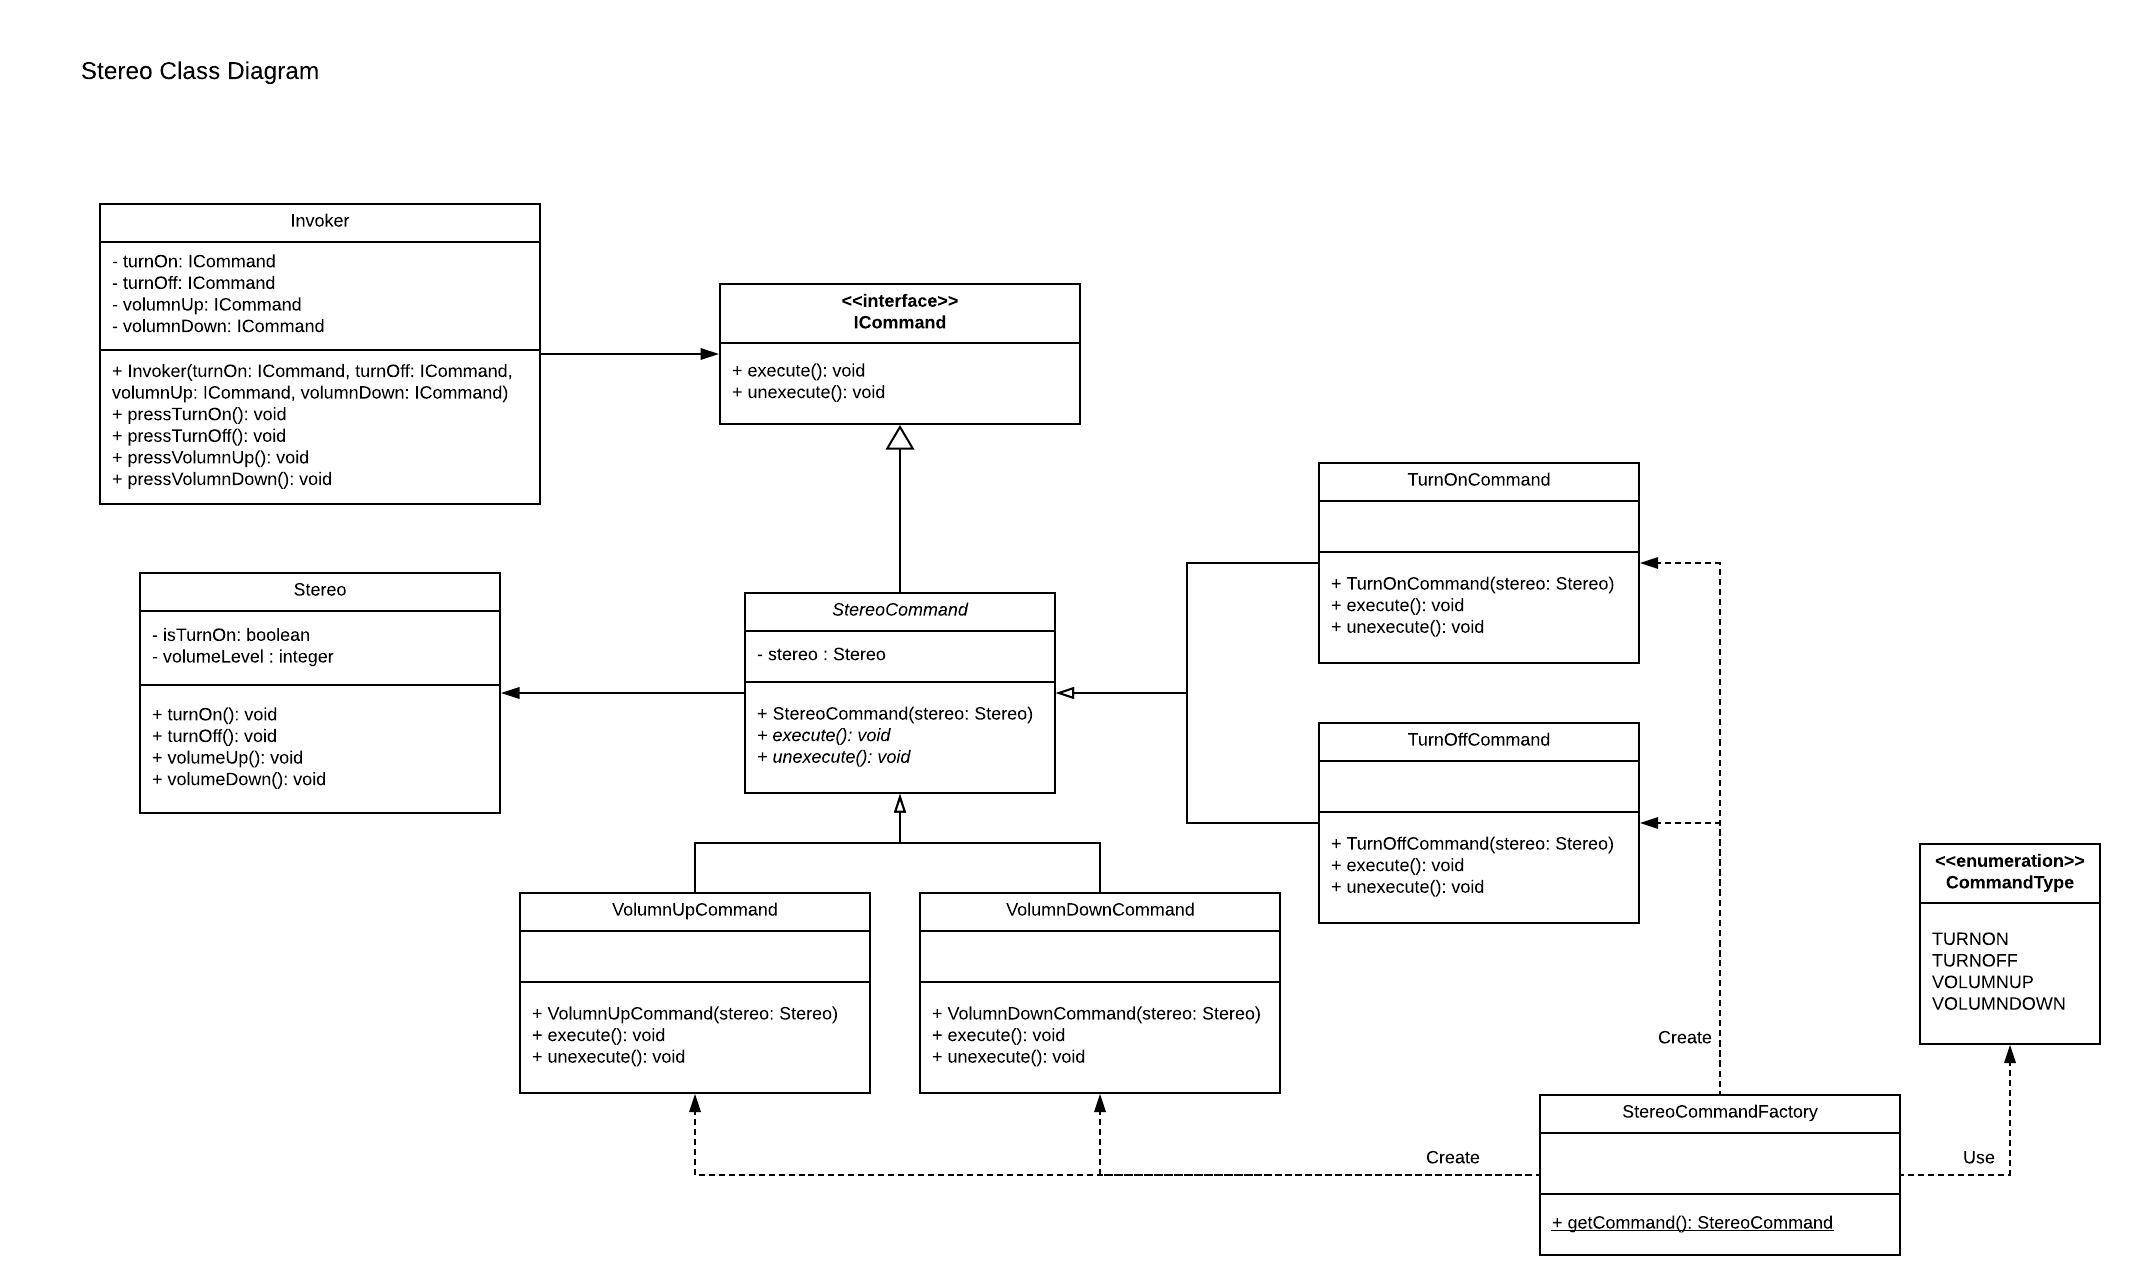 Stereo Class Diagram
Invoker
- turnOn: ICommand
- turnOff: ICommand
- volumnUp: ICommand
- volumnDown: ICommand
+ Invoker(turnOn: ICommand, turnOff: ICommand,
volumnUp: ICommand, volumnDown: ICommand)
+ pressTurnOn(): void
+ pressTurnOff(): void
+ pressVolumnUp(): void
+ pressVolumnDown(): void
<<interface>>
ICommand
+ execute(): void
+ unexecute(): void
Stereo
- isTurnOn: boolean
- volumeLevel : integer
+ turnOn(): void
+ turnOff(): void
+ volumeUp(): void
+ volumeDown(): void
StereoCommand
- stereo : Stereo
+ StereoCommand(stereo: Stereo)
+ execute(): void
+ unexecute(): void
TurnOnCommand
+ TurnOnCommand(stereo: Stereo)
+ execute(): void
+ unexecute(): void
TurnOffCommand
+ TurnOffCommand(stereo: Stereo)
+ execute(): void
+ unexecute(): void
VolumnUpCommand
+ VolumnUpCommand(stereo: Stereo)
+ execute(): void
+ unexecute(): void
VolumnDownCommand
+ VolumnDownCommand(stereo: Stereo)
+ execute(): void
+ unexecute(): void
<<enumeration>>
CommandType
TURNON
TURNOFF
VOLUMNUP
VOLUMNDOWN
Create
Create
Use
StereoCommandFactory
+ getCommand(): StereoCommand